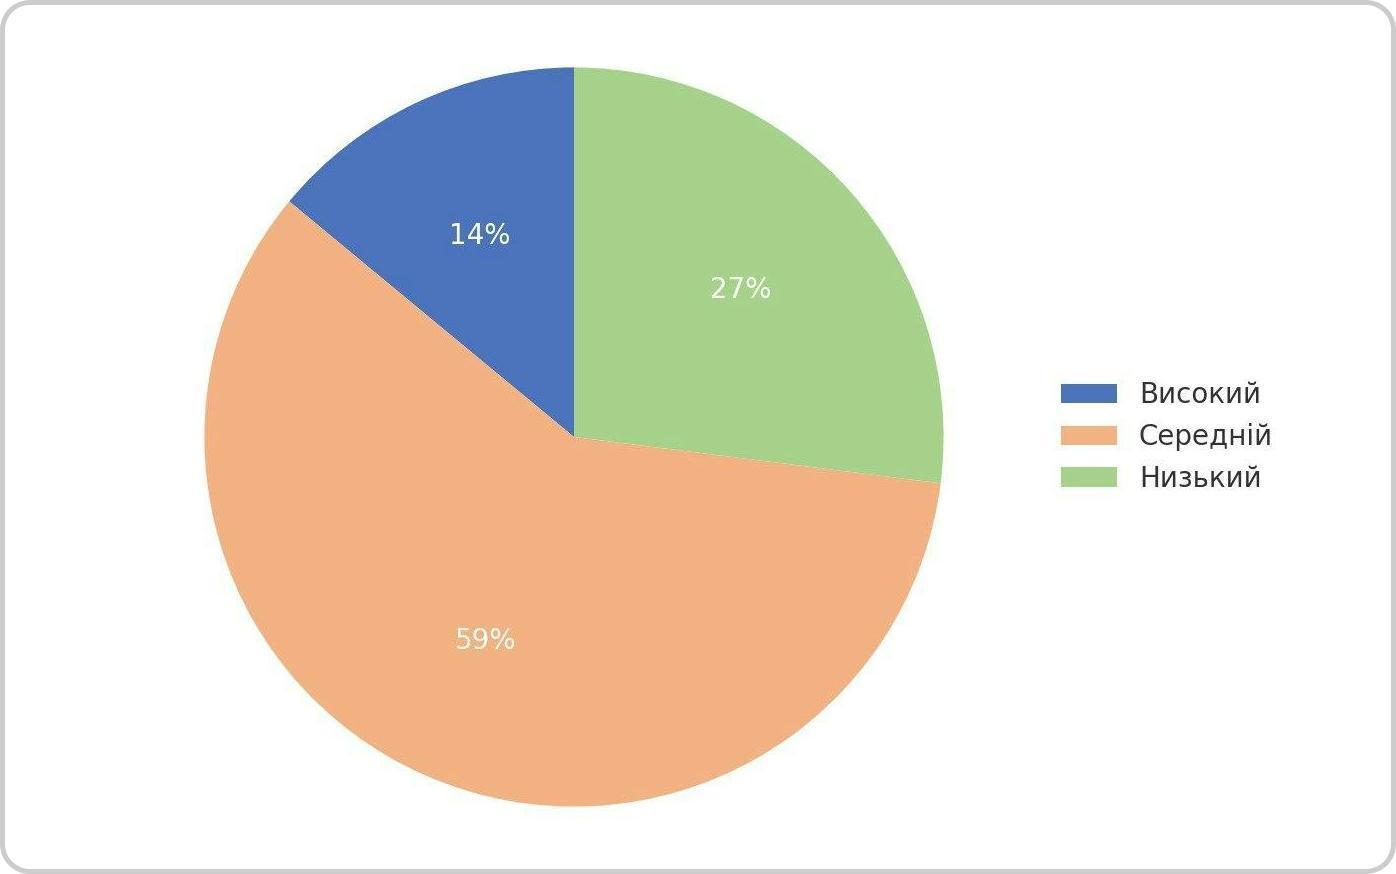 14%
27%
59%
Високий
Середній
Низький